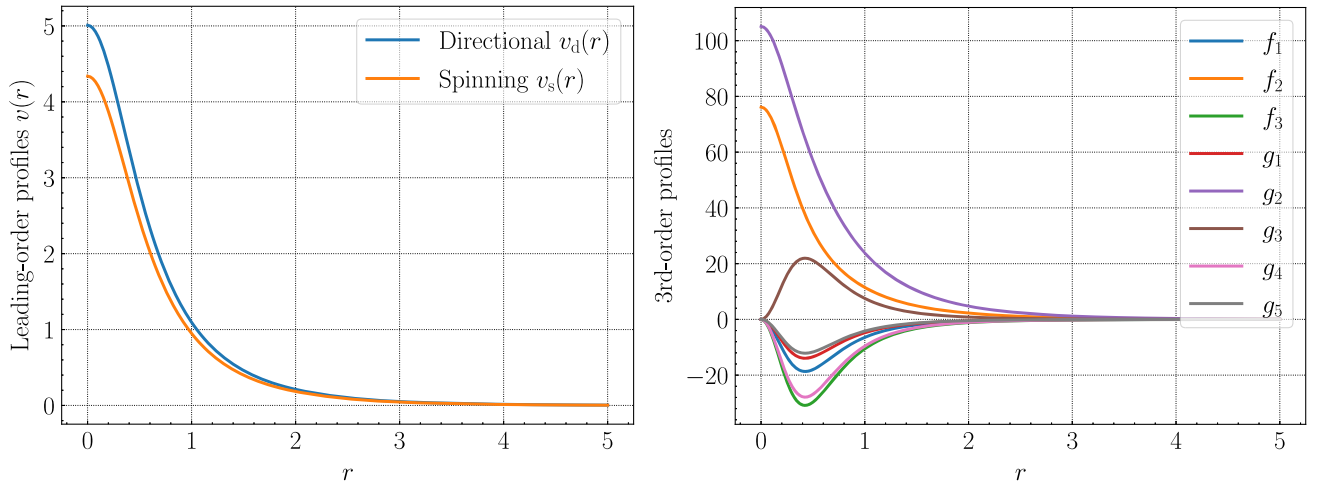 Leading-order profiles v(r)
5
4
3
2
1
0
Directional v_d(r)
Spinning v_s(r)
0 1 2 3 4 5
r
3rd-order profiles
100
80
60
40
20
0
−20
f_1
f_2
f_3
g_1
g_2
g_3
g_4
g_5
0 1 2 3 4 5
r